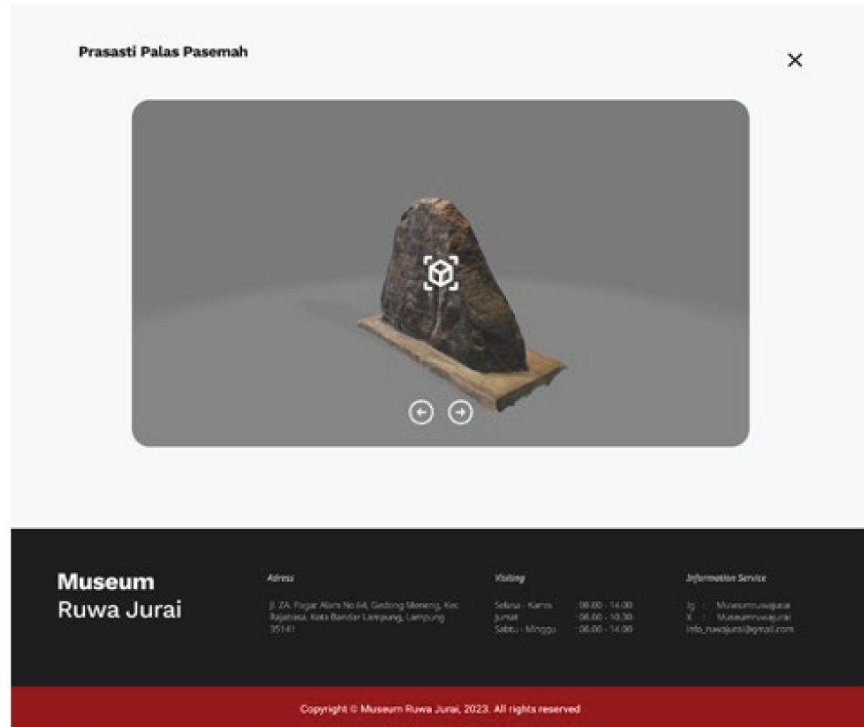 Prasasti Palas Pasemah
Museum
Ruwa Jurai
Adress
Jl. ZA. Pagar Alam No.64, Gedong Meneng, Kec
Rajabasa, Kota Bandar Lampung, Lampung
35141
Visiting
Selasa - Kamis : 08.00 - 14.00
Jumat : 08.00 - 10.30
Sabtu - Minggu : 08.00 - 14.00
Information Service
Ig : Museumruwajurai
X : Museumruwajurai
info_ruwajurai@gmail.com
Copyright © Museum Ruwa Jurai, 2023. All rights reserved